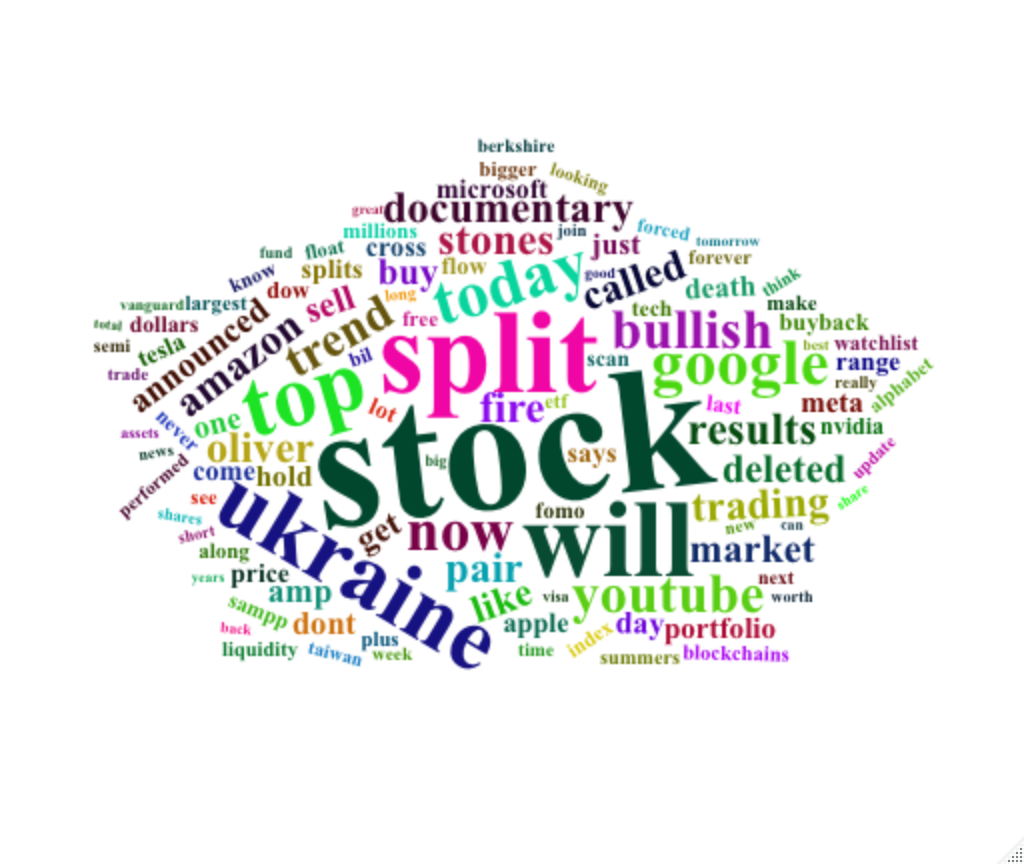 berkshire
bigger looking
microsoft
great documentary
millions stones join just forced tomorrow
fund float cross
know splits buy flow today good called forever
vanguard largest dow sell long tech death think make
total dollars announced amazon trend free split bullish buyback
semi tesla bil scan google best watchlist
trade range
really alphabet
top lot fire etf last meta
never one stock results nvidia
assets
news oliver says
performed come hold big deleted update
see ukraine share
shares get now fomo will trading new can
short
along market
years price amp pair next
sampp like visa youtube worth
back dont plus apple index day portfolio
liquidity taiwan week time summers blockchains